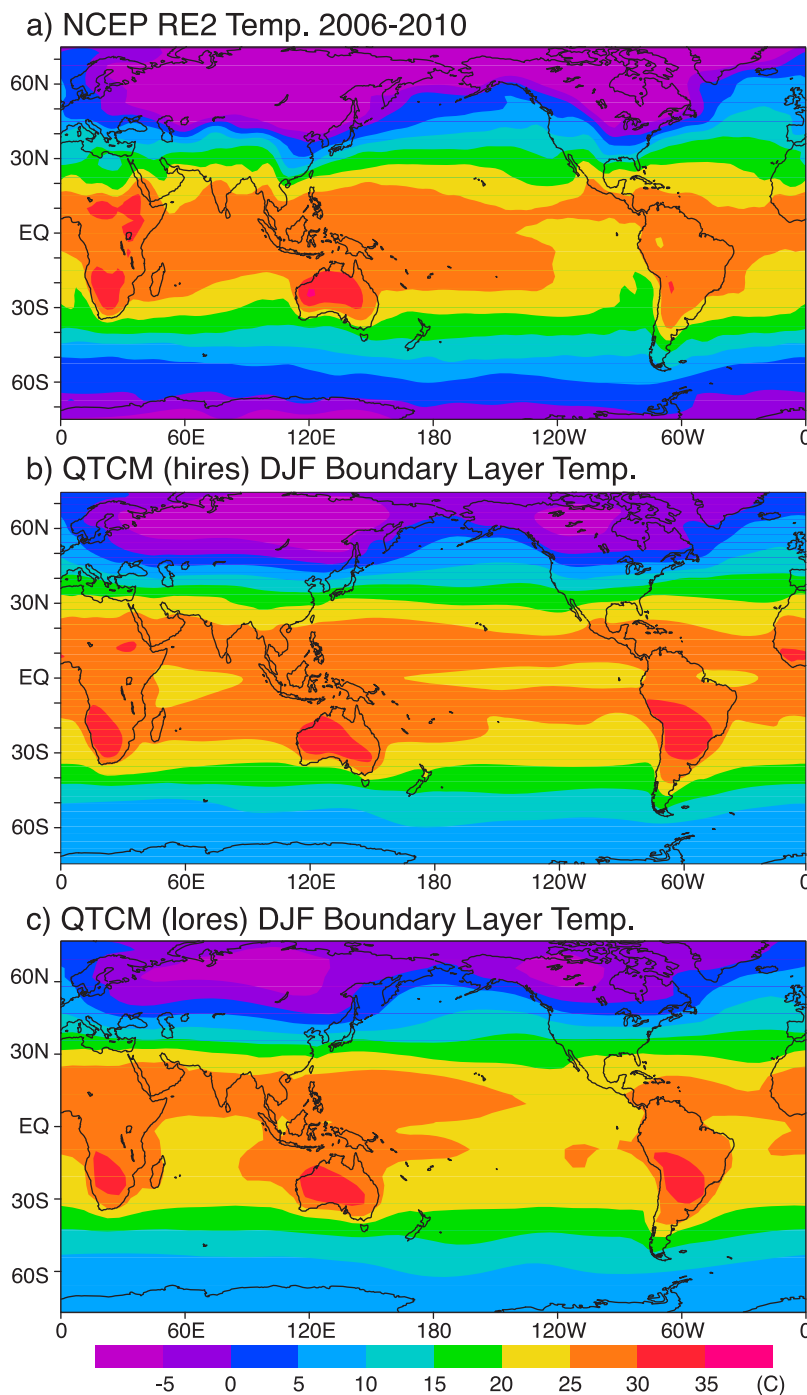 a) NCEP RE2 Temp. 2006-2010
60N
30N
EQ
30S
60S
0 60E 120E 180 120W 60W 0
b) QTCM (hires) DJF Boundary Layer Temp.
60N
30N
EQ
30S
60S
0 60E 120E 180 120W 60W 0
c) QTCM (lores) DJF Boundary Layer Temp.
60N
30N
EQ
30S
60S
0 60E 120E 180 120W 60W 0
-5 0 5 10 15 20 25 30 35 (C)